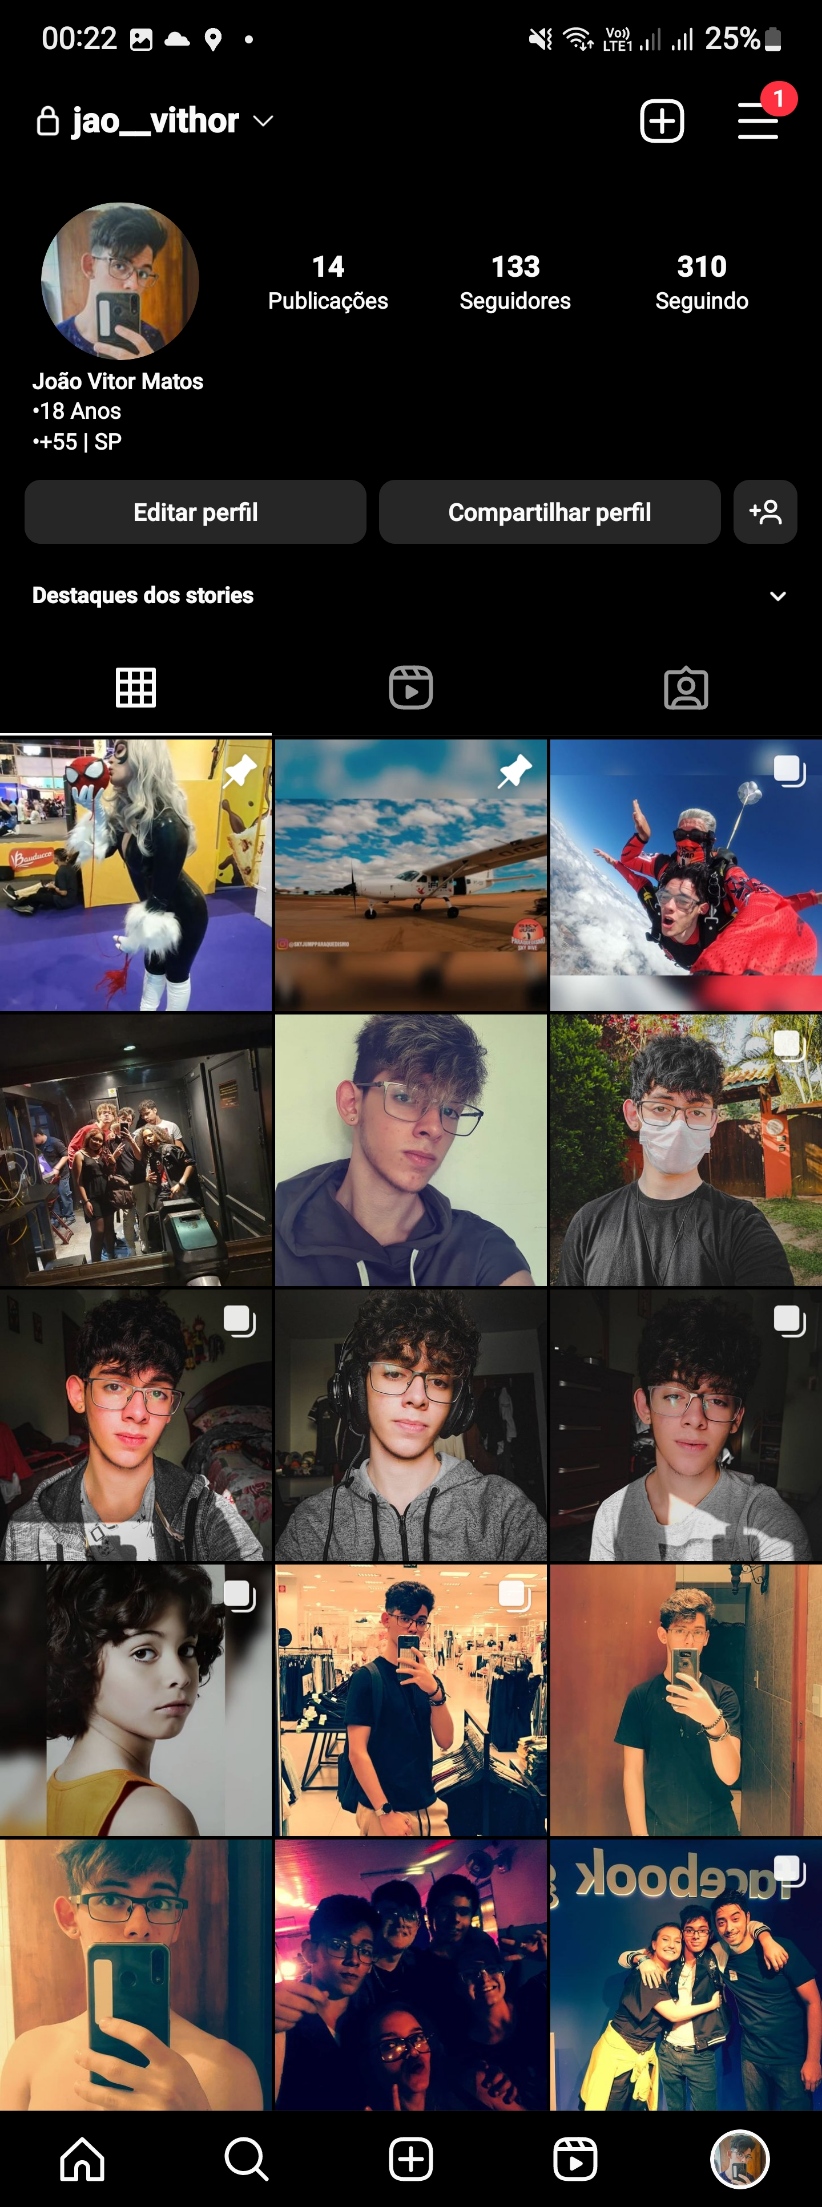 00:22
Vo))
LTE1
25%
jao__vithor
1
14
133
310
Publicações
Seguidores
Seguindo
João Vitor Matos
•18 Anos
•+55 | SP
Editar perfil
Compartilhar perfil
Destaques dos stories
Bauducco
facebook